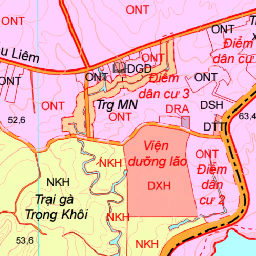 ONT
ONT
ONT
Điểm
dân cư
u Liêm
ONT
ONT
DGD
Điểm
dân cư 3
ONT
ONT
Trg MN
ONT
DRA
DSH
52,6
63,4
DTT
Viện
dưỡng lão
DXH
NKH
ONT
Điểm
dân cư 2
NKH
Trại gà
Trọng Khôi
NKH
ONT
53,6
NKH